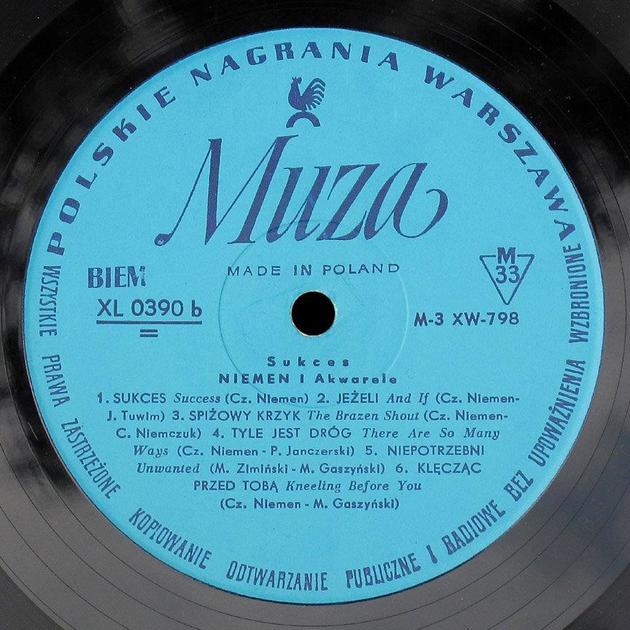 POLSKIE NAGRANIA WARSZAWA
Muza
MADE IN POLAND
BIEM
XL 0390 b
M
33
M-3 XW-798
Sukces
NIEMEN I Akwarele
1. SUKCES Success (Cz. Niemen) 2. JEŻELI And If (Cz. Niemen-
J. Tuwim) 3. SPIŻOWY KRZYK The Brazen Shout (Cz. Niemen-
C. Niemczuk) 4. TYLE JEST DRÓG There Are So Many
Ways (Cz. Niemen - P. Janczerski) 5. NIEPOTRZEBNI
Unwanted (M. Zimiński - M. Gaszyński) 6. KLĘCZĄC
PRZED TOBĄ Kneeling Before You
(Cz. Niemen - M. Gaszyński)
WSZYSTKIE PRAWA ZASTRZEŻONE KOPIOWANIE ODTWARZANIE PUBLICZNE I RADIOWE BEZ UPOWAŻNIENIA WZBRONIONE